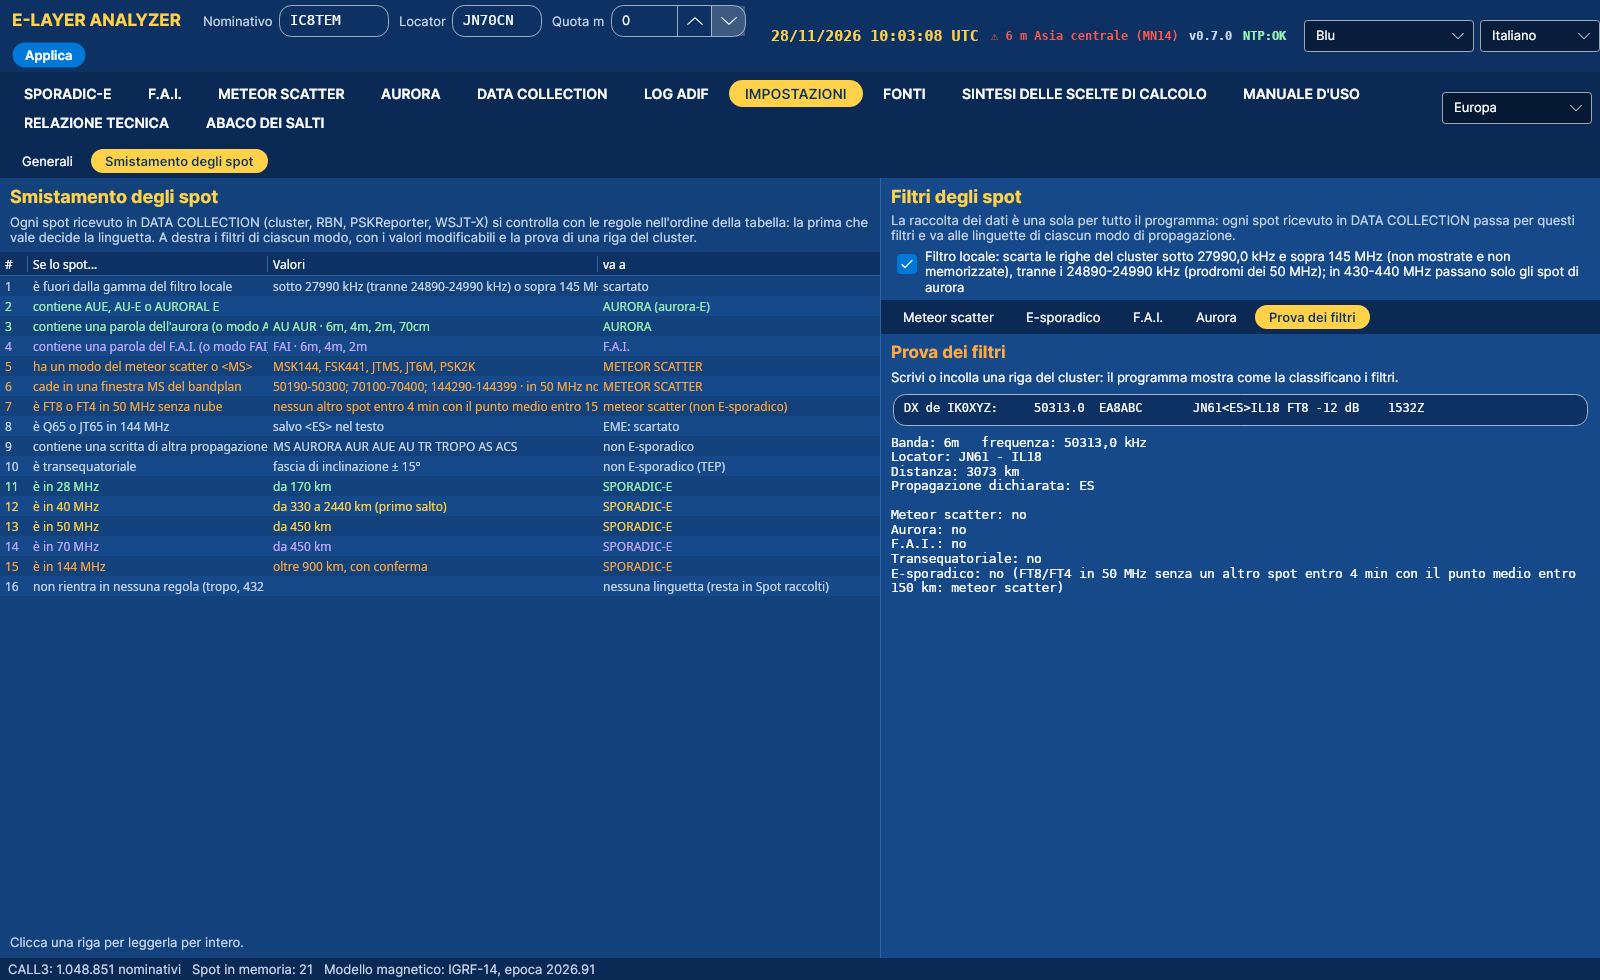 E-LAYER ANALYZER Nominativo IC8TEM Locator JN70CN Quota m 0
28/11/2026 10:03:08 UTC ⚠ 6 m Asia centrale (MN14) v0.7.0 NTP:OK Blu Italiano
Applica
SPORADIC-E F.A.I. METEOR SCATTER AURORA DATA COLLECTION LOG ADIF IMPOSTAZIONI FONTI SINTESI DELLE SCELTE DI CALCOLO MANUALE D'USO
RELAZIONE TECNICA ABACO DEI SALTI
Europa
Generali Smistamento degli spot
Smistamento degli spot
Ogni spot ricevuto in DATA COLLECTION (cluster, RBN, PSKReporter, WSJT-X) si controlla con le regole nell'ordine della tabella: la prima che
vale decide la linguetta. A destra i filtri di ciascun modo, con i valori modificabili e la prova di una riga del cluster.
# Se lo spot... Valori va a
1 è fuori dalla gamma del filtro locale sotto 27990 kHz (tranne 24890-24990 kHz) o sopra 145 MH scartato
2 contiene AUE, AU-E o AURORAL E AURORA (aurora-E)
3 contiene una parola dell'aurora (o modo A AU AUR · 6m, 4m, 2m, 70cm AURORA
4 contiene una parola del F.A.I. (o modo FAI) FAI · 6m, 4m, 2m F.A.I.
5 ha un modo del meteor scatter o <MS> MSK144, FSK441, JTMS, JT6M, PSK2K METEOR SCATTER
6 cade in una finestra MS del bandplan 50190-50300; 70100-70400; 144290-144399 · in 50 MHz no METEOR SCATTER
7 è FT8 o FT4 in 50 MHz senza nube nessun altro spot entro 4 min con il punto medio entro 15 meteor scatter (non E-sporadico)
8 è Q65 o JT65 in 144 MHz salvo <ES> nel testo EME: scartato
9 contiene una scritta di altra propagazione MS AURORA AUR AUE AU TR TROPO AS ACS non E-sporadico
10 è transequatoriale fascia di inclinazione ± 15° non E-sporadico (TEP)
11 è in 28 MHz da 170 km SPORADIC-E
12 è in 40 MHz da 330 a 2440 km (primo salto) SPORADIC-E
13 è in 50 MHz da 450 km SPORADIC-E
14 è in 70 MHz da 450 km SPORADIC-E
15 è in 144 MHz oltre 900 km, con conferma SPORADIC-E
16 non rientra in nessuna regola (tropo, 432 nessuna linguetta (resta in Spot raccolti)
Clicca una riga per leggerla per intero.
Filtri degli spot
La raccolta dei dati è una sola per tutto il programma: ogni spot ricevuto in DATA COLLECTION passa per questi
filtri e va alle linguette di ciascun modo di propagazione.
Filtro locale: scarta le righe del cluster sotto 27990,0 kHz e sopra 145 MHz (non mostrate e non
memorizzate), tranne i 24890-24990 kHz (prodromi dei 50 MHz); in 430-440 MHz passano solo gli spot di
aurora
Meteor scatter E-sporadico F.A.I. Aurora Prova dei filtri
Prova dei filtri
Scrivi o incolla una riga del cluster: il programma mostra come la classificano i filtri.
DX de IK0XYZ: 50313.0 EA8ABC JN61<ES>IL18 FT8 -12 dB 1532Z
Banda: 6m frequenza: 50313,0 kHz
Locator: JN61 - IL18
Distanza: 3073 km
Propagazione dichiarata: ES
Meteor scatter: no
Aurora: no
F.A.I.: no
Transequatoriale: no
E-sporadico: no (FT8/FT4 in 50 MHz senza un altro spot entro 4 min con il punto medio entro
150 km: meteor scatter)
CALL3: 1.048.851 nominativi Spot in memoria: 21 Modello magnetico: IGRF-14, epoca 2026.91